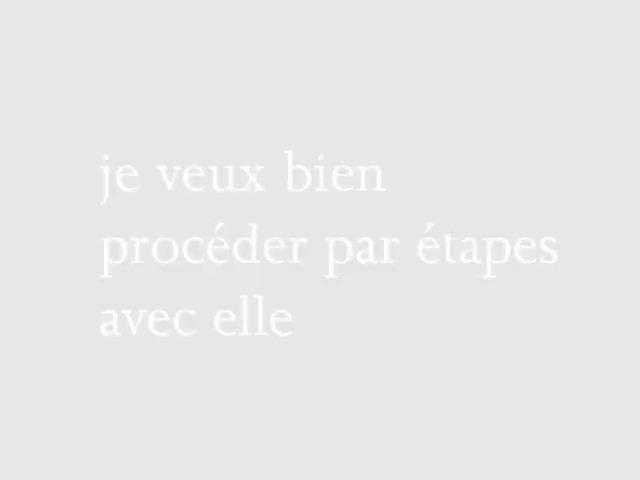 je veux bien
procéder par étapes
avec elle